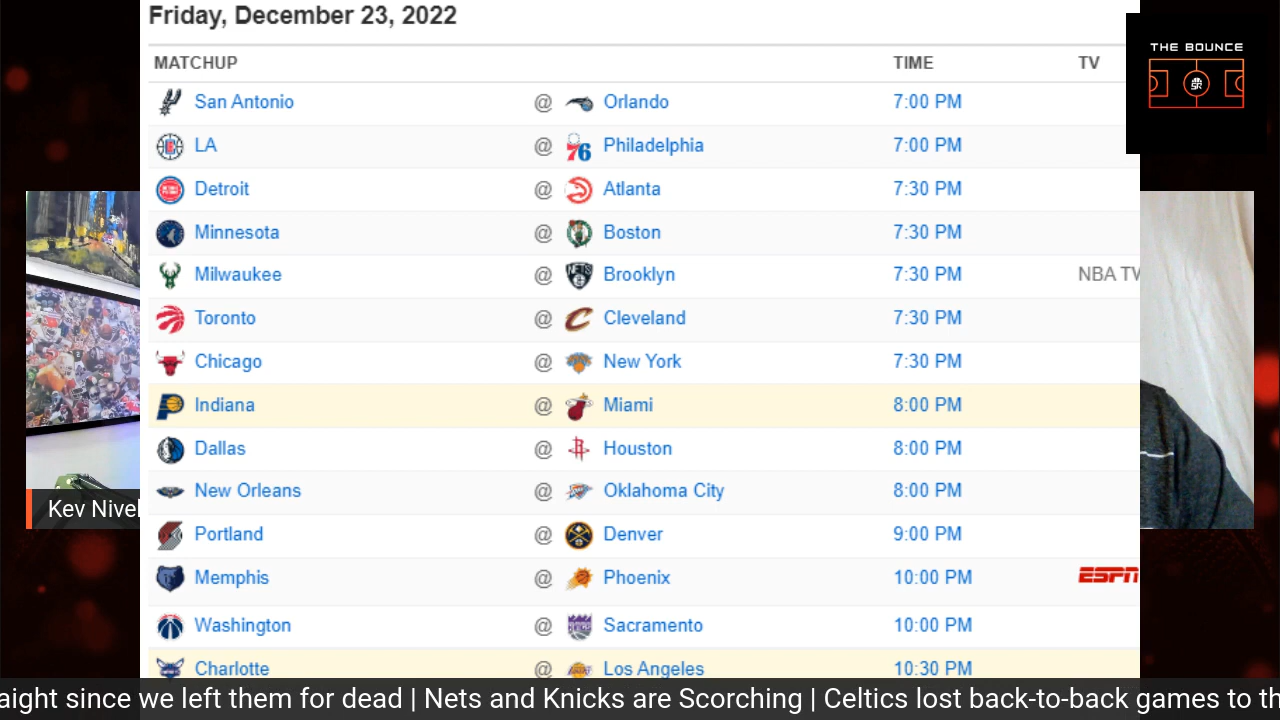 Friday, December 23, 2022
MATCHUP TIME TV
San Antonio @ Orlando 7:00 PM
LA @ Philadelphia 7:00 PM
Detroit @ Atlanta 7:30 PM
Minnesota @ Boston 7:30 PM
Milwaukee @ Brooklyn 7:30 PM NBA TV
Toronto @ Cleveland 7:30 PM
Chicago @ New York 7:30 PM
Indiana @ Miami 8:00 PM
Dallas @ Houston 8:00 PM
New Orleans @ Oklahoma City 8:00 PM
Portland @ Denver 9:00 PM
Memphis @ Phoenix 10:00 PM ESPN
Washington @ Sacramento 10:00 PM
Charlotte @ Los Angeles 10:30 PM
THE BOUNCE
SR
76
NETS
Kev Nivel
aight since we left them for dead | Nets and Knicks are Scorching | Celtics lost back-to-back games to th